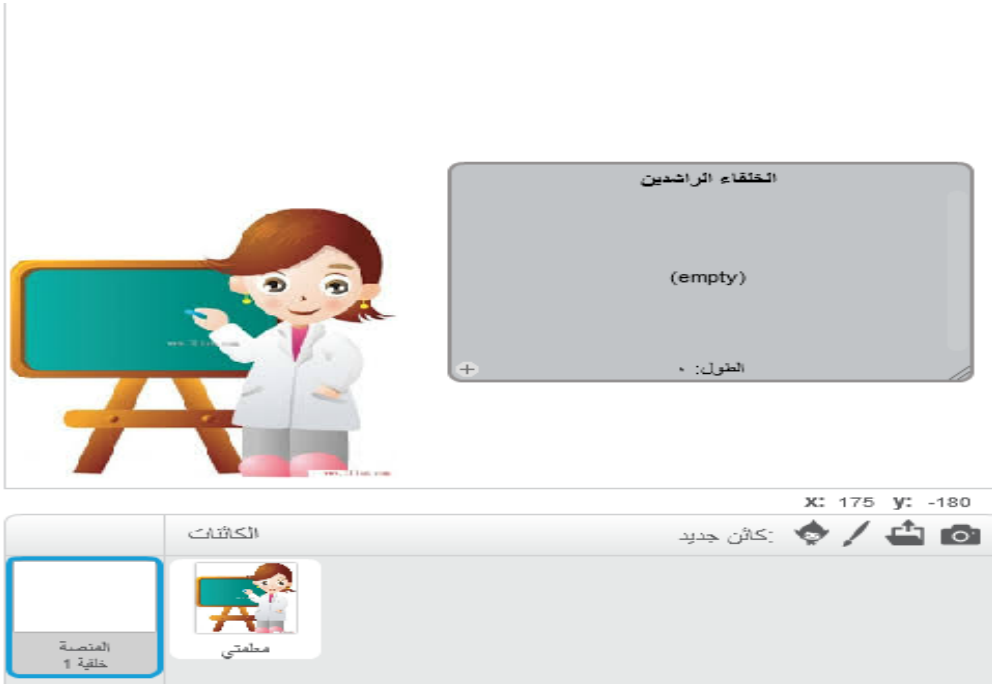 الخلفاء الراشدين
(empty)
الطول: ٠
x: 175 y: -180
الكائنات
كائن جديد:
معلمتي
المنصة
خلفية 1